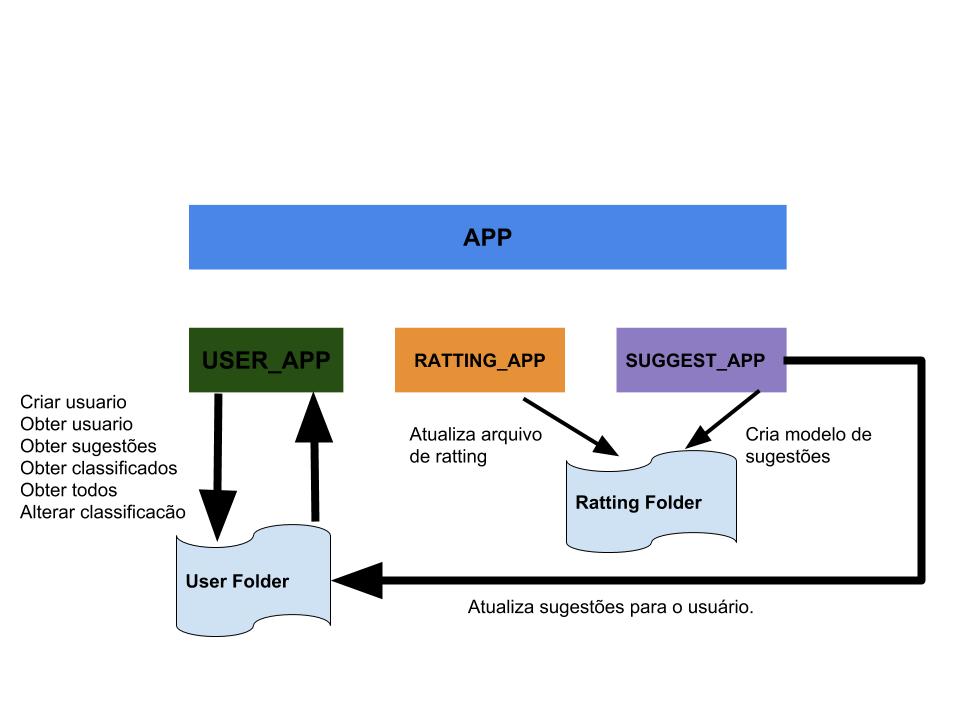 APP
USER_APP
RATTING_APP
SUGGEST_APP
Criar usuario
Obter usuario
Obter sugestões
Obter classificados
Obter todos
Alterar classificacão
Atualiza arquivo
de ratting
Cria modelo de
sugestões
Ratting Folder
User Folder
Atualiza sugestões para o usuário.